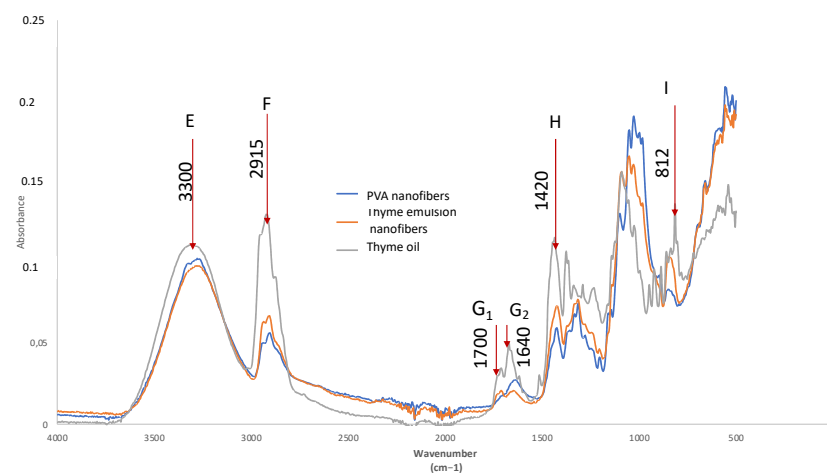 0.25
0.2
0.15
0.1
0,05
0
Absorbance
E
3300
F
2915
PVA nanofibers
Thyme emulsion
nanofibers
Thyme oil
G1
1700
G2
1640
H
1420
I
812
4000 3500 3000 2500 2000 1500 1000 500
Wavenumber
(cm−1)